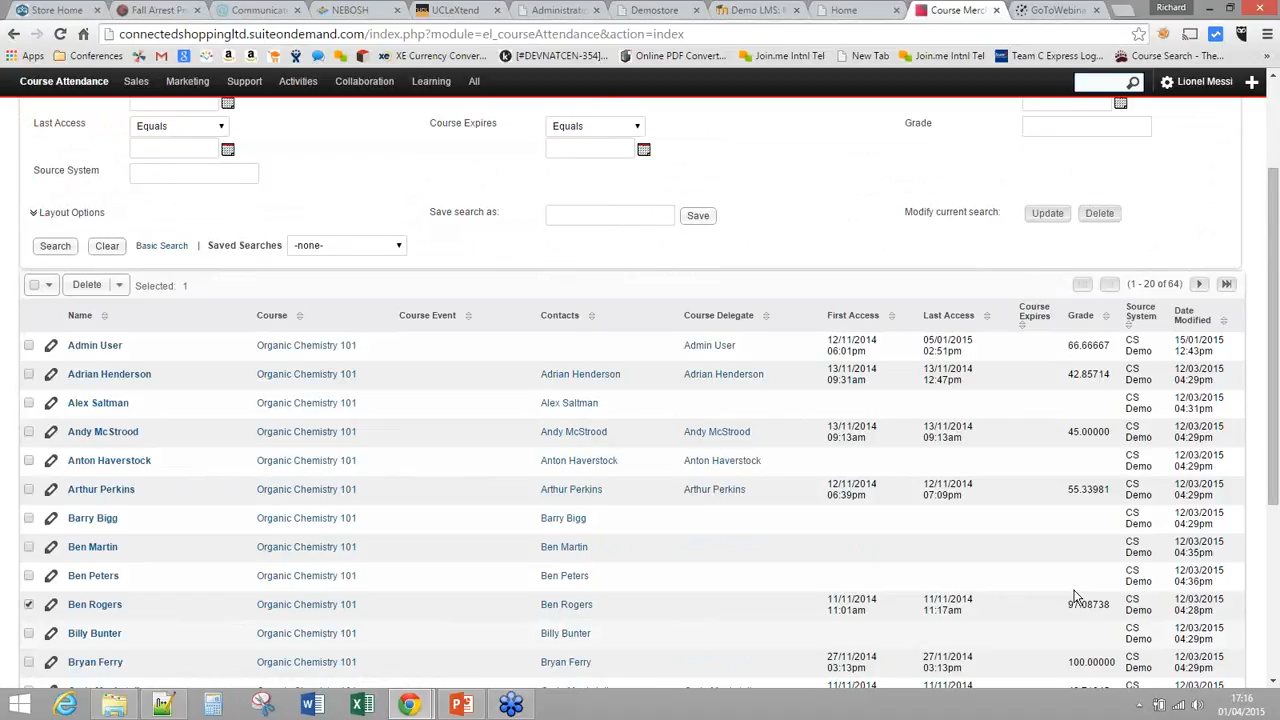 Store Home
Fall Arrest P
Communicat
NEBOSH
UCLeXtend
Administrati
Demostore
Demo LMS:
Home
Course Merch
GoToWebina
Richard
connectedshoppingltd.suiteondemand.com/index.php?module=el_courseAttendance&action=index
Apps
Conferences
XE Currency Conver...
[#DEVNATCEN-354]...
Online PDF Convert...
Join.me Intnl Tel
New Tab
Join.me Intnl Tel
Team C Express Log...
Course Search - The...
Course Attendance Sales Marketing Support Activities Collaboration Learning All
Lionel Messi
Last Access Equals Course Expires Equals Grade
Source System
Layout Options Save search as: Save Modify current search: Update Delete
Search Clear Basic Search | Saved Searches -none-
Delete Selected: 1 (1 - 20 of 64)
Name Course Course Event Contacts Course Delegate First Access Last Access Course Expires Grade Source System Date Modified
Admin User Organic Chemistry 101 Admin User 12/11/2014 06:01pm 05/01/2015 02:51pm 66.66667 CS Demo 15/01/2015 12:43pm
Adrian Henderson Organic Chemistry 101 Adrian Henderson Adrian Henderson 13/11/2014 09:31am 13/11/2014 12:47pm 42.85714 CS Demo 12/03/2015 04:29pm
Alex Saltman Organic Chemistry 101 Alex Saltman CS Demo 12/03/2015 04:31pm
Andy McStrood Organic Chemistry 101 Andy McStrood Andy McStrood 13/11/2014 09:13am 13/11/2014 09:13am 45.00000 CS Demo 12/03/2015 04:29pm
Anton Haverstock Organic Chemistry 101 Anton Haverstock Anton Haverstock CS Demo 12/03/2015 04:29pm
Arthur Perkins Organic Chemistry 101 Arthur Perkins Arthur Perkins 12/11/2014 06:39pm 12/11/2014 07:09pm 55.33981 CS Demo 12/03/2015 04:29pm
Barry Bigg Organic Chemistry 101 Barry Bigg CS Demo 12/03/2015 04:29pm
Ben Martin Organic Chemistry 101 Ben Martin CS Demo 12/03/2015 04:35pm
Ben Peters Organic Chemistry 101 Ben Peters CS Demo 12/03/2015 04:36pm
Ben Rogers Organic Chemistry 101 Ben Rogers 11/11/2014 11:01am 11/11/2014 11:17am CS Demo 12/03/2015 04:28pm
Billy Bunter Organic Chemistry 101 Billy Bunter CS Demo 12/03/2015 04:29pm
Bryan Ferry Organic Chemistry 101 Bryan Ferry 27/11/2014 03:13pm 27/11/2014 03:13pm 100.00000 CS Demo 12/03/2015 04:29pm
17:16
01/04/2015